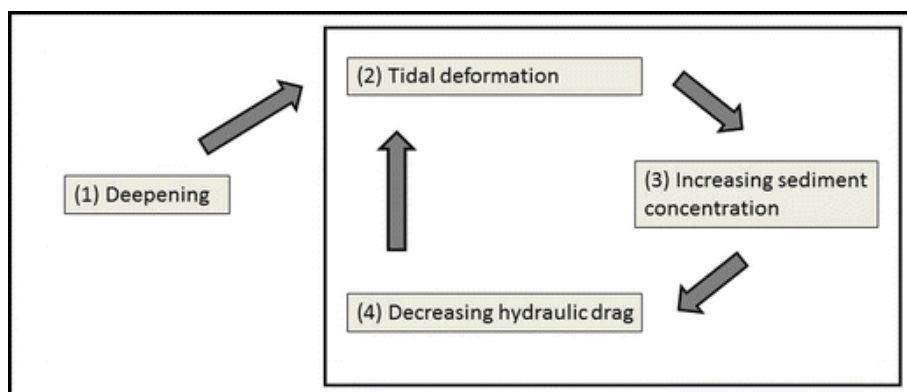 (2) Tidal deformation
(1) Deepening
(3) Increasing sediment
concentration
(4) Decreasing hydraulic drag